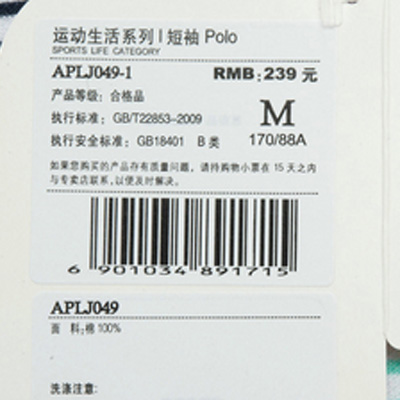 运动生活系列 | 短袖 Polo
SPORTS LIFE CATEGORY
APLJ049-1 RMB:239 元
产品等级：合格品
执行标准：GB/T22853-2009 M
执行安全标准：GB18401 B 类 170/88A
如果您购买的产品存有质量问题，请持购物小票在 15 天之内
与专卖店联系，以便及时解决。
6 901034 891715
APLJ049
面 料:棉 100%
洗涤注意: